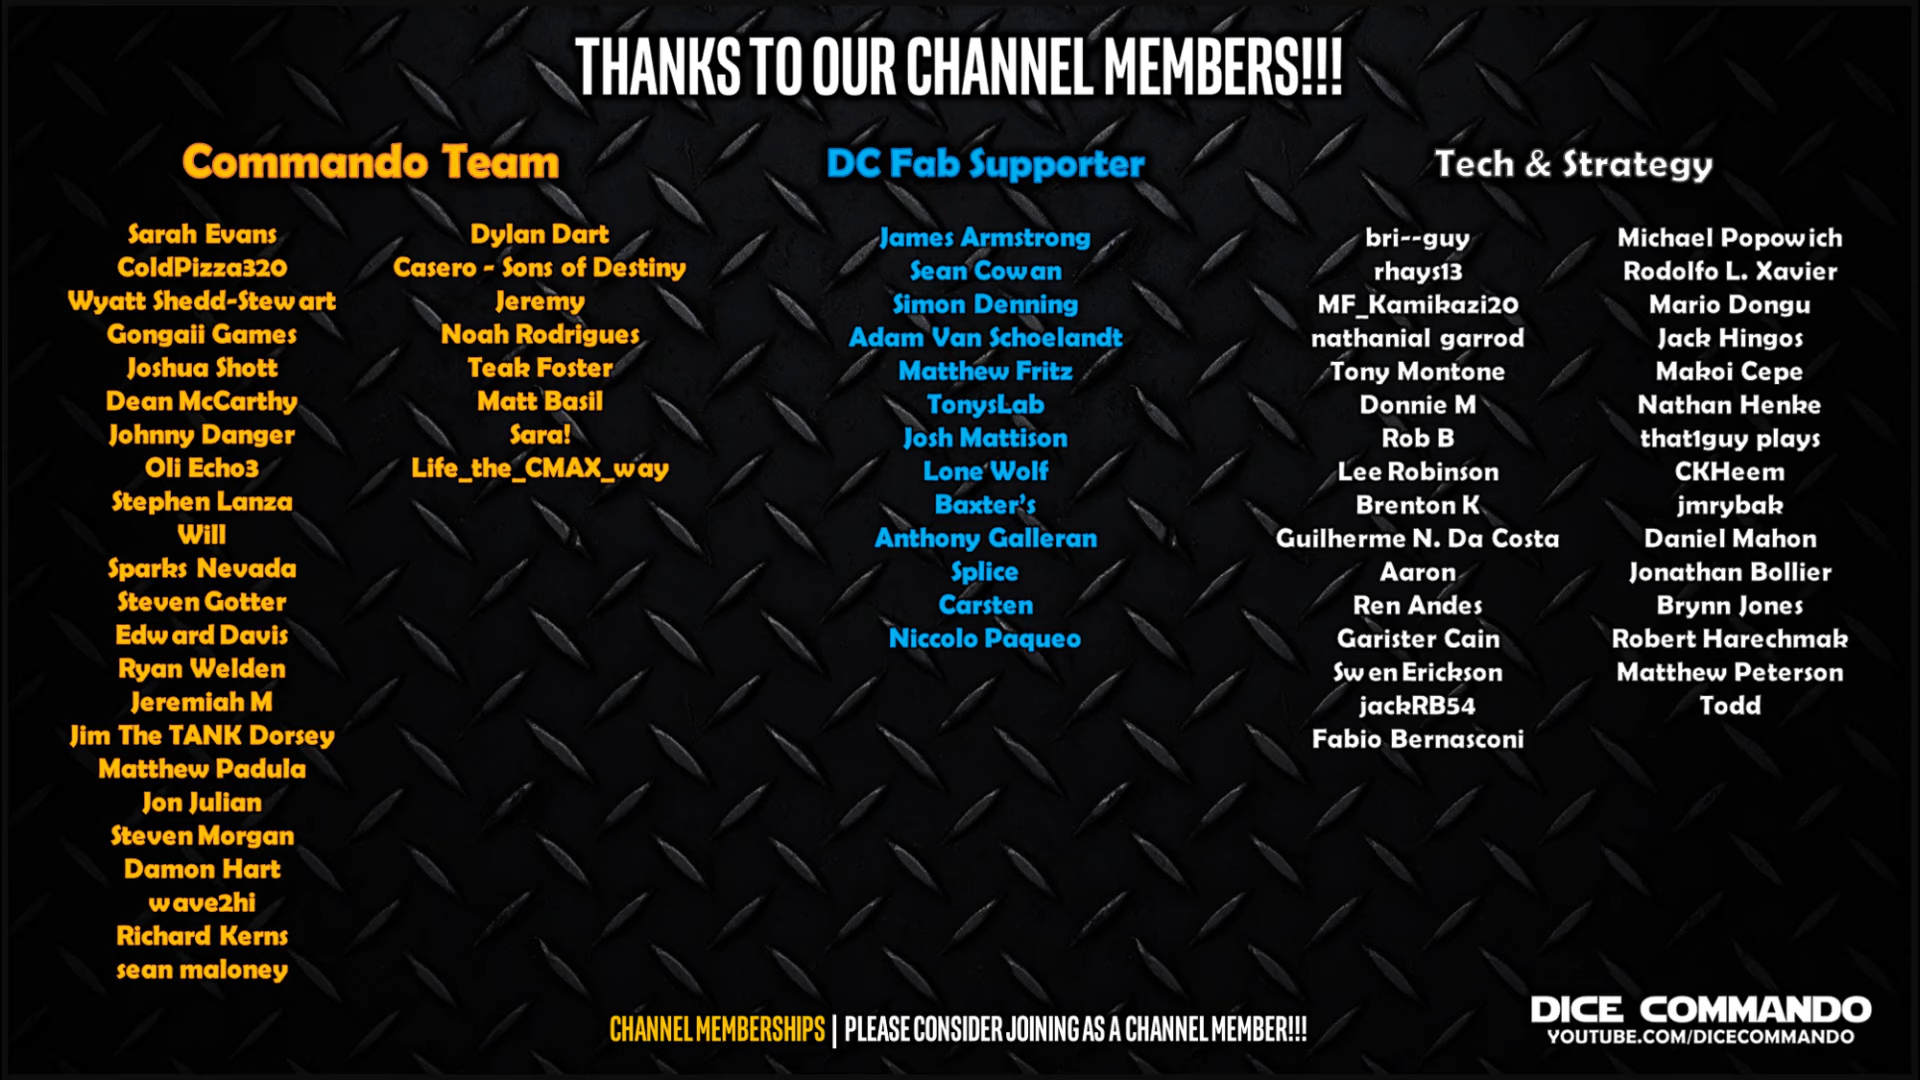 THANKS TO OUR CHANNEL MEMBERS!!!
Commando Team
Sarah Evans
ColdPizza320
Wyatt Shedd-Stewart
Gongaii Games
Joshua Shott
Dean McCarthy
Johnny Danger
Oli Echo3
Stephen Lanza
Will
Sparks Nevada
Steven Gotter
Edward Davis
Ryan Welden
Jeremiah M
Jim The TANK Dorsey
Matthew Padula
Jon Julian
Steven Morgan
Damon Hart
wave2hi
Richard Kerns
sean maloney
Dylan Dart
Casero - Sons of Destiny
Jeremy
Noah Rodrigues
Teak Foster
Matt Basil
Sara!
Life_the_CMAX_way
DC Fab Supporter
James Armstrong
Sean Cowan
Simon Denning
Adam Van Schoelandt
Matthew Fritz
TonysLab
Josh Mattison
Lone Wolf
Baxter's
Anthony Galleran
Splice
Carsten
Niccolo Paqueo
Tech & Strategy
bri--guy
rhays13
MF_Kamikazi20
nathanial garrod
Tony Montone
Donnie M
Rob B
Lee Robinson
Brenton K
Guilherme N. Da Costa
Aaron
Ren Andes
Garister Cain
Swen Erickson
jackRB54
Fabio Bernasconi
Michael Popowich
Rodolfo L. Xavier
Mario Dongu
Jack Hingos
Makoi Cepe
Nathan Henke
that1guy plays
CKHeem
jmrybak
Daniel Mahon
Jonathan Bollier
Brynn Jones
Robert Harechmak
Matthew Peterson
Todd
CHANNEL MEMBERSHIPS | PLEASE CONSIDER JOINING AS A CHANNEL MEMBER!!!
DICE COMMANDO
YOUTUBE.COM/DICECOMMANDO